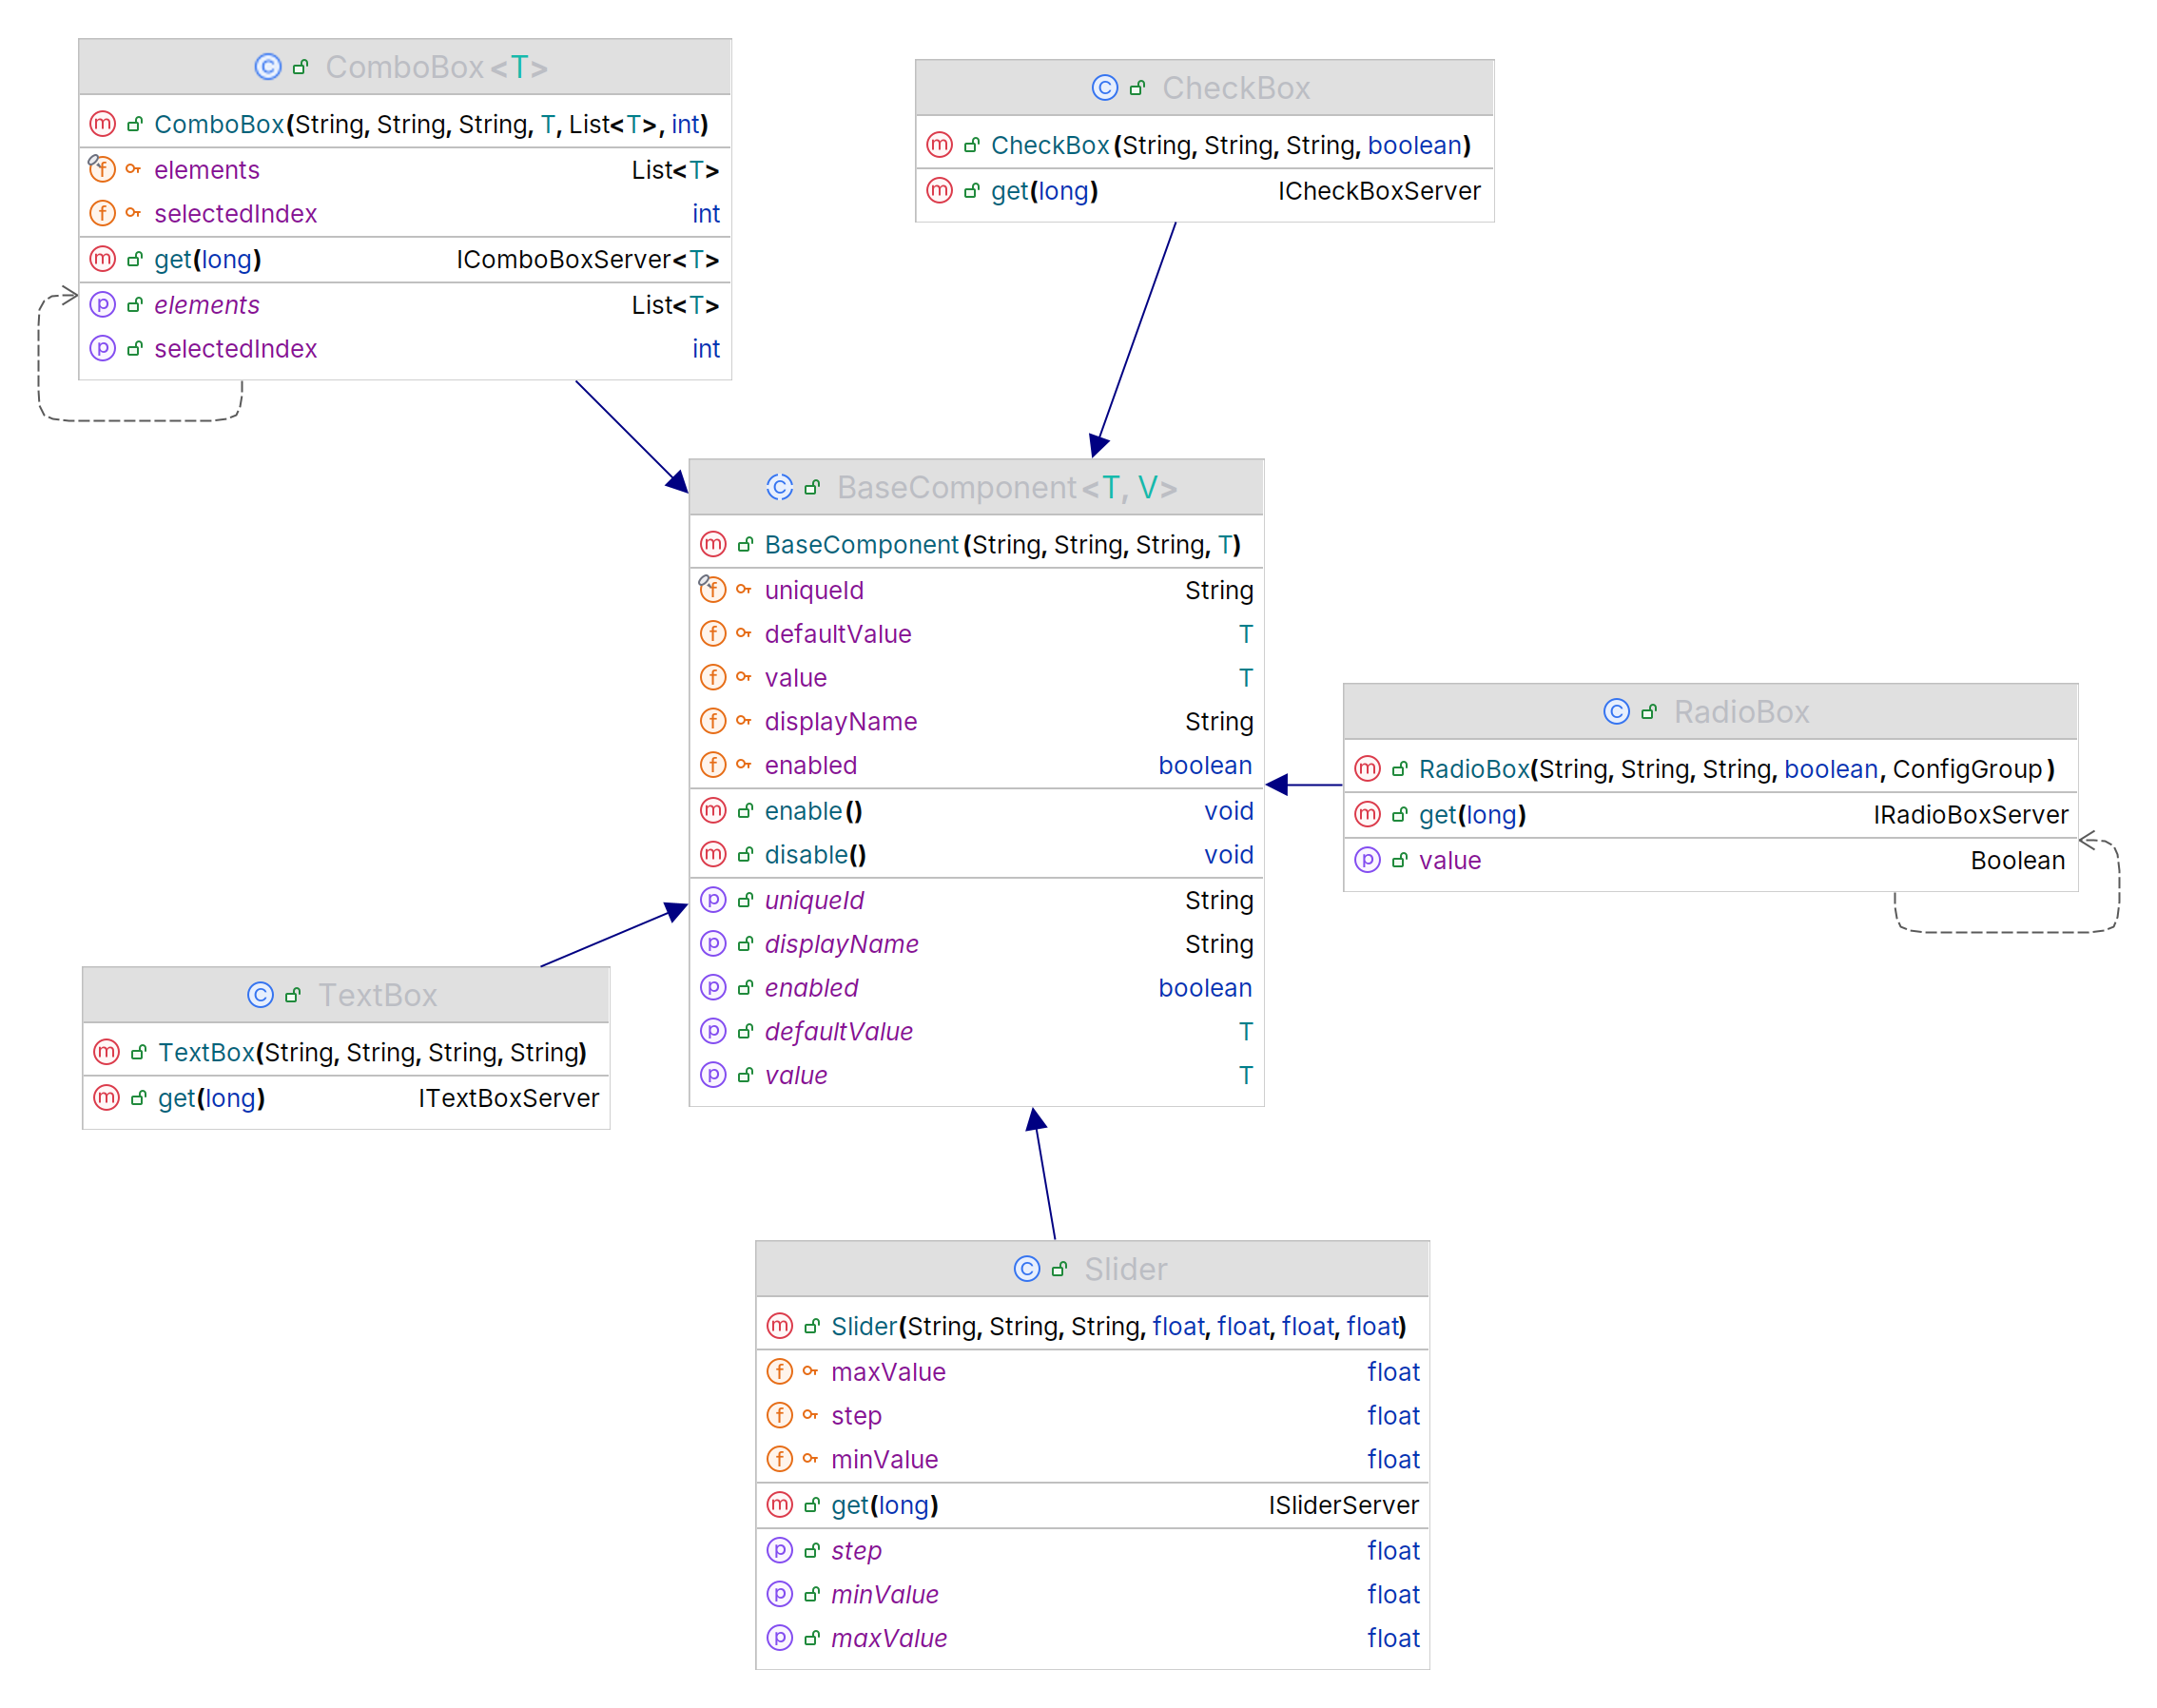 ComboBox<T>
ComboBox(String, String, String, T, List<T>, int)
elements List<T>
selectedIndex int
get(long) IComboBoxServer<T>
elements List<T>
selectedIndex int
CheckBox
CheckBox(String, String, String, boolean)
get(long) ICheckBoxServer
BaseComponent<T, V>
BaseComponent(String, String, String, T)
uniqueId String
defaultValue T
value T
displayName String
enabled boolean
enable() void
disable() void
uniqueId String
displayName String
enabled boolean
defaultValue T
value T
RadioBox
RadioBox(String, String, String, boolean, ConfigGroup)
get(long) IRadioBoxServer
value Boolean
TextBox
TextBox(String, String, String, String)
get(long) ITextBoxServer
Slider
Slider(String, String, String, float, float, float, float)
maxValue float
step float
minValue float
get(long) ISliderServer
step float
minValue float
maxValue float